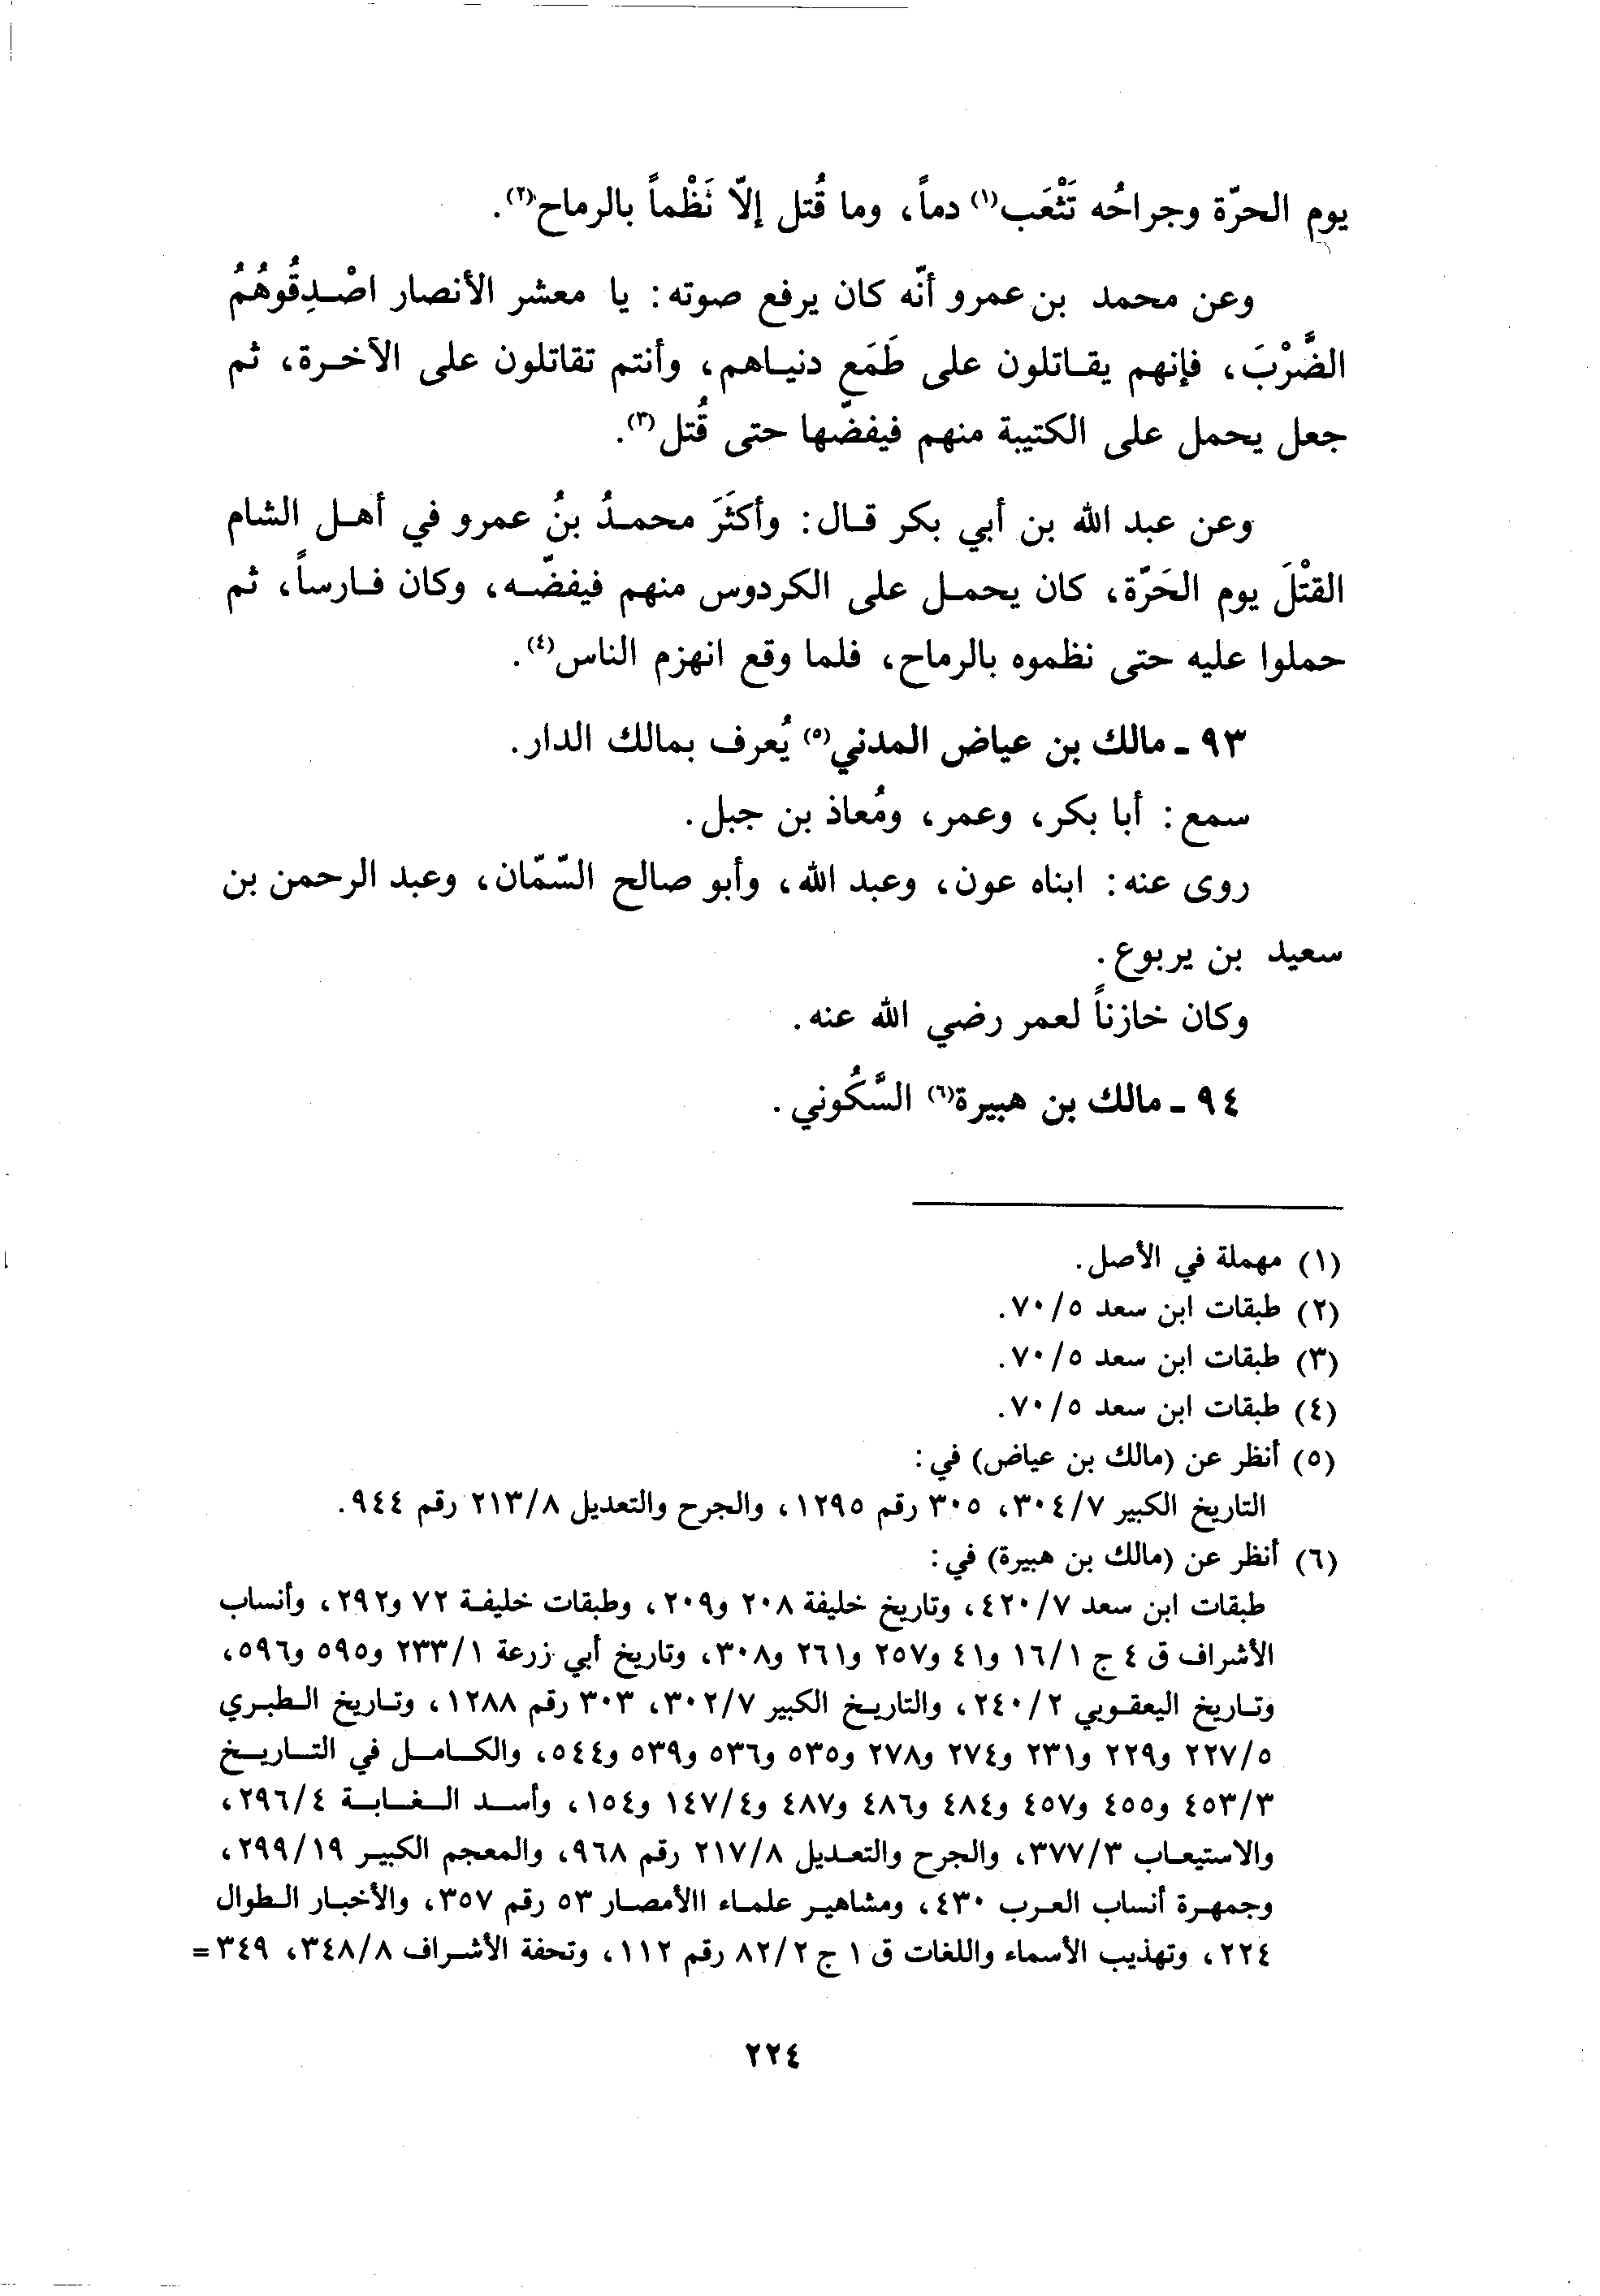 يوم الحرّة وجراحُه تَثْعَب(١) دماً، وما قُتل إلّا نَظْماً بالرماح(٢).
وعن محمد بن عمرو أنّه كان يرفع صوته: يا معشر الأنصار اصْدِقُوهُمُ
الضَّرْبَ، فإنهم يقاتلون على طَمَع دنياهم، وأنتم تقاتلون على الآخرة، ثم
جعل يحمل على الكتيبة منهم فيفضّها حتى قُتل(٣).
وعن عبد الله بن أبي بكر قال: وأكثَرَ محمدُ بنُ عمرو في أهل الشام
القتْلَ يوم الحَرّة، كان يحمل على الكردوس منهم فيفضّه، وكان فارساً، ثم
حملوا عليه حتى نظموه بالرماح، فلما وقع انهزم الناس(٤).
٩٣ - مالك بن عياض المدني(٥) يُعرف بمالك الدار.
سمع: أبا بكر، وعمر، ومُعاذ بن جبل.
روى عنه: ابناه عون، وعبد الله، وأبو صالح السّمّان، وعبد الرحمن بن
سعيد بن يربوع.
وكان خازناً لعمر رضي الله عنه.
٩٤ - مالك بن هبيرة(٦) السَّكُوني.
(١) مهملة في الأصل.
(٢) طبقات ابن سعد ٧٠/٥.
(٣) طبقات ابن سعد ٧٠/٥.
(٤) طبقات ابن سعد ٧٠/٥.
(٥) أنظر عن (مالك بن عياض) في:
التاريخ الكبير ٣٠٤/٧، ٣٠٥ رقم ١٢٩٥، والجرح والتعديل ٢١٣/٨ رقم ٩٤٤.
(٦) أنظر عن (مالك بن هبيرة) في:
طبقات ابن سعد ٤٢٠/٧، وتاريخ خليفة ٢٠٨ و٢٠٩، وطبقات خليفة ٧٢ و٢٩٢، وأنساب
الأشراف ق ٤ ج ١٦/١ و٤١ و٢٥٧ و٢٦١ و٣٠٨، وتاريخ أبي زرعة ٢٣٣/١ و٥٩٥ و٥٩٦،
وتاريخ اليعقوبي ٢٤٠/٢، والتاريخ الكبير ٣٠٢/٧، ٣٠٣ رقم ١٢٨٨، وتاريخ الطبري
٢٢٧/٥ و٢٢٩ و٢٣١ و٢٧٤ و٢٧٨ و٥٣٥ و٥٣٦ و٥٣٩ و٥٤٤، والكامل في التاريخ
٤٥٣/٣ و٤٥٥ و٤٥٧ و٤٨٤ و٤٨٦ و٤٨٧ و١٤٧/٤ و١٥٤، وأسد الغابة ٢٩٦/٤،
والاستيعاب ٣٧٧/٣، والجرح والتعديل ٢١٧/٨ رقم ٩٦٨، والمعجم الكبير ٢٩٩/١٩،
وجمهرة أنساب العرب ٤٣٠، ومشاهير علماء االأمصار ٥٣ رقم ٣٥٧، والأخبار الطوال
٢٢٤، وتهذيب الأسماء واللغات ق ١ ج ٨٢/٢ رقم ١١٢، وتحفة الأشراف ٣٤٨/٨، ٣٤٩ =
٢٢٤